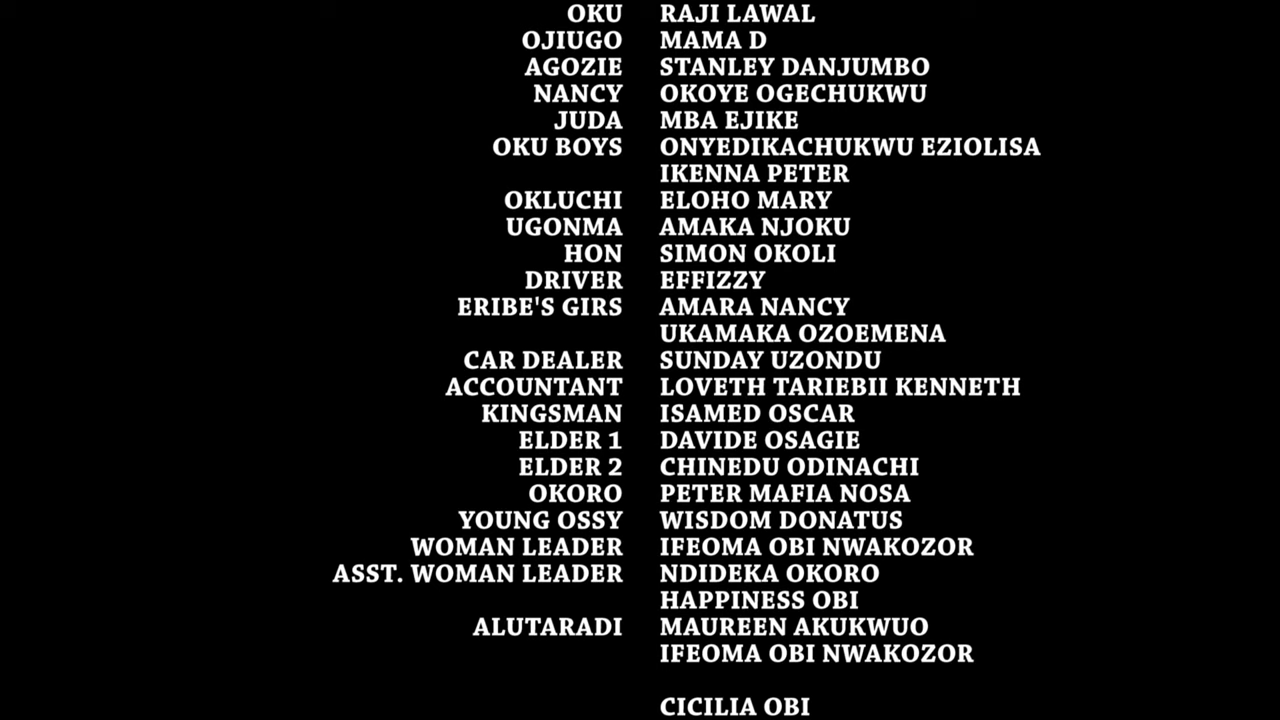 OKU RAJI LAWAL
OJIUGO MAMA D
AGOZIE STANLEY DANJUMBO
NANCY OKOYE OGECHUKWU
JUDA MBA EJIKE
OKU BOYS ONYEDIKACHUKWU EZIOLISA
IKENNA PETER
OKLUCHI ELOHO MARY
UGONMA AMAKA NJOKU
HON SIMON OKOLI
DRIVER EFFIZZY
ERIBE'S GIRS AMARA NANCY
UKAMAKA OZOEMENA
CAR DEALER SUNDAY UZONDU
ACCOUNTANT LOVETH TARIEBII KENNETH
KINGSMAN ISAMED OSCAR
ELDER 1 DAVIDE OSAGIE
ELDER 2 CHINEDU ODINACHI
OKORO PETER MAFIA NOSA
YOUNG OSSY WISDOM DONATUS
WOMAN LEADER IFEOMA OBI NWAKOZOR
ASST. WOMAN LEADER NDIDEKA OKORO
HAPPINESS OBI
ALUTARADI MAUREEN AKUKWUO
IFEOMA OBI NWAKOZOR
CICILIA OBI